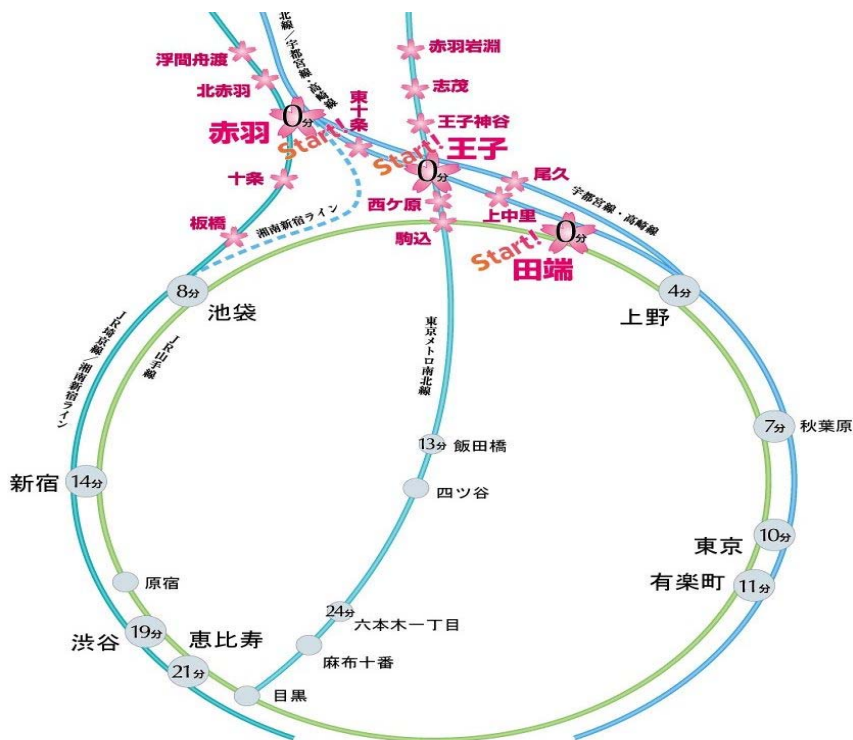 北線／宇都宮線・高崎線
浮間舟渡
北赤羽
0分
赤羽
Start!
東十条
十条
板橋
湘南新宿ライン
赤羽岩淵
志茂
王子神谷
Start!
王子
0分
西ケ原
駒込
尾久
上中里
宇都宮線・高崎線
0分
Start!
田端
8分
池袋
4分
上野
JR埼京線／湘南新宿ライン
JR山手線
東京メトロ南北線
7分
秋葉原
13分
飯田橋
新宿
14分
四ツ谷
東京
10分
有楽町
11分
原宿
24分
六本木一丁目
渋谷
19分
恵比寿
麻布十番
21分
目黒